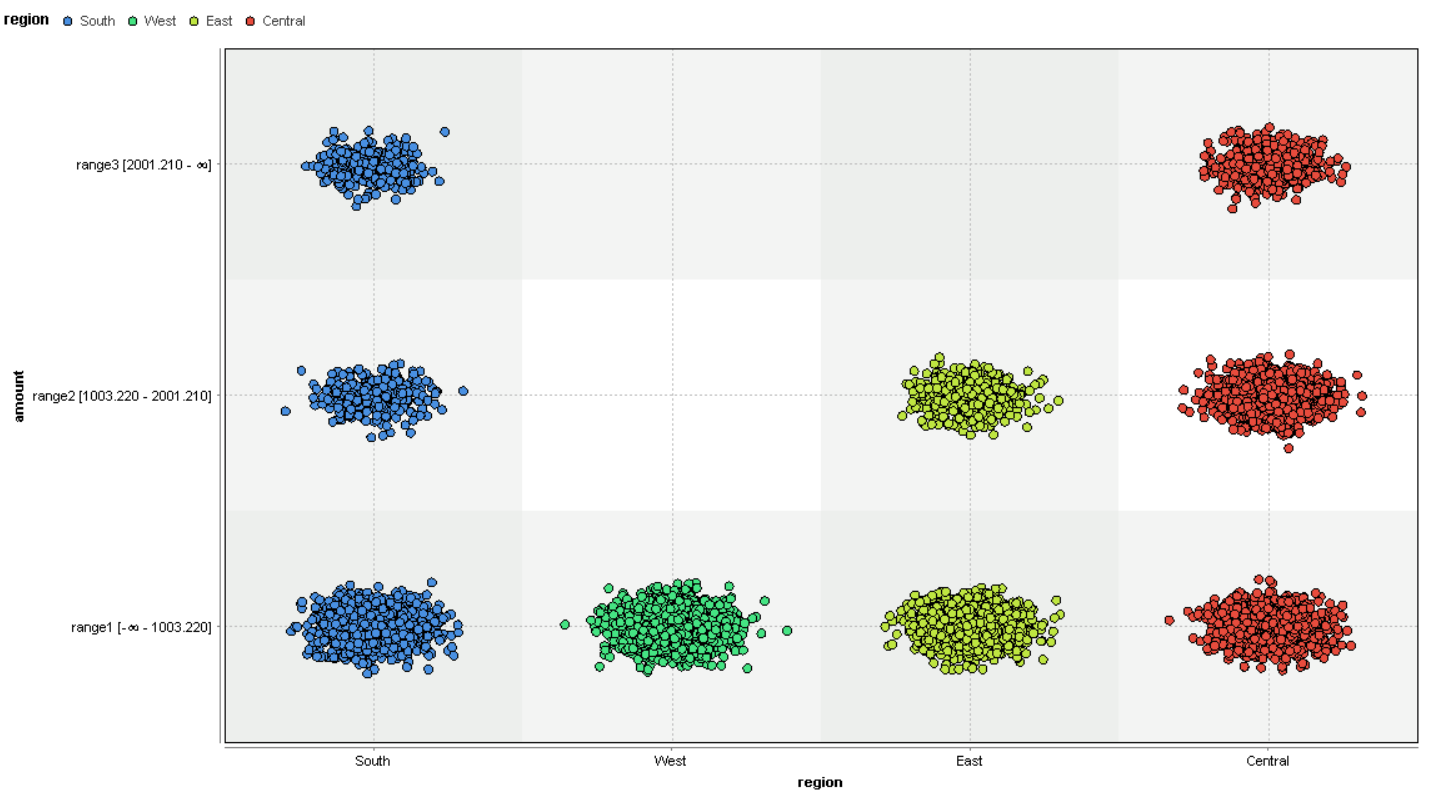 region South West East Central
range3 [2001.210 - ∞]
range2 [1003.220 - 2001.210]
range1 [-∞ - 1003.220]
amount
South West East Central
region